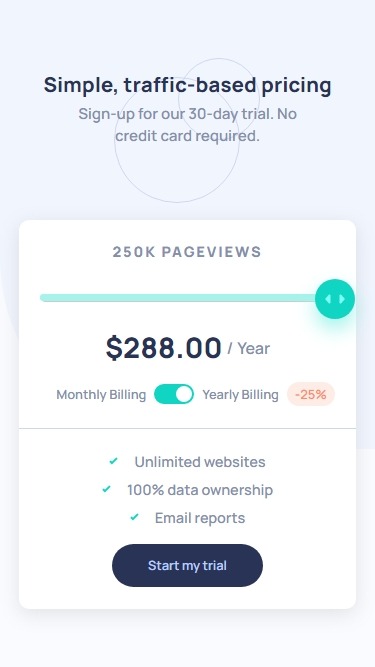 Simple, traffic-based pricing
Sign-up for our 30-day trial. No
credit card required.
250K PAGEVIEWS
$288.00 / Year
Monthly Billing Yearly Billing -25%
Unlimited websites
100% data ownership
Email reports
Start my trial